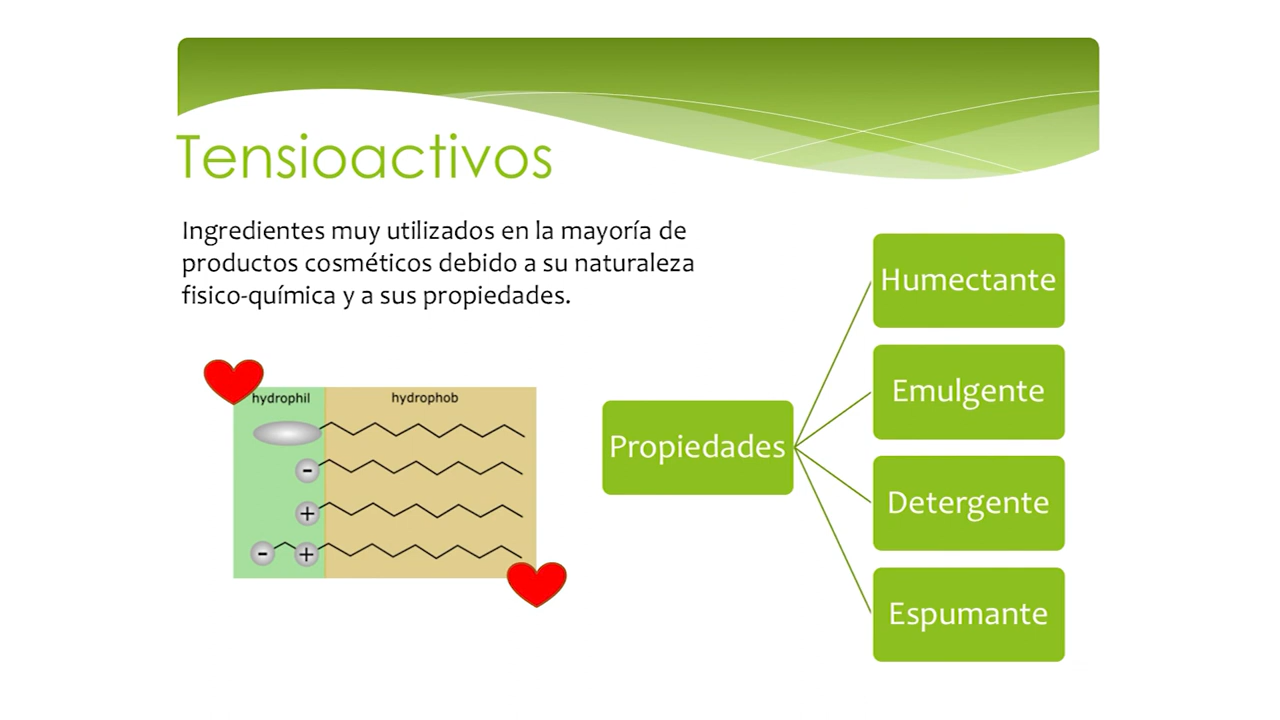 Tensioactivos
Ingredientes muy utilizados en la mayoría de
productos cosméticos debido a su naturaleza
fisico-química y a sus propiedades.
hydrophil
hydrophob
-
+
- +
Propiedades
Humectante
Emulgente
Detergente
Espumante